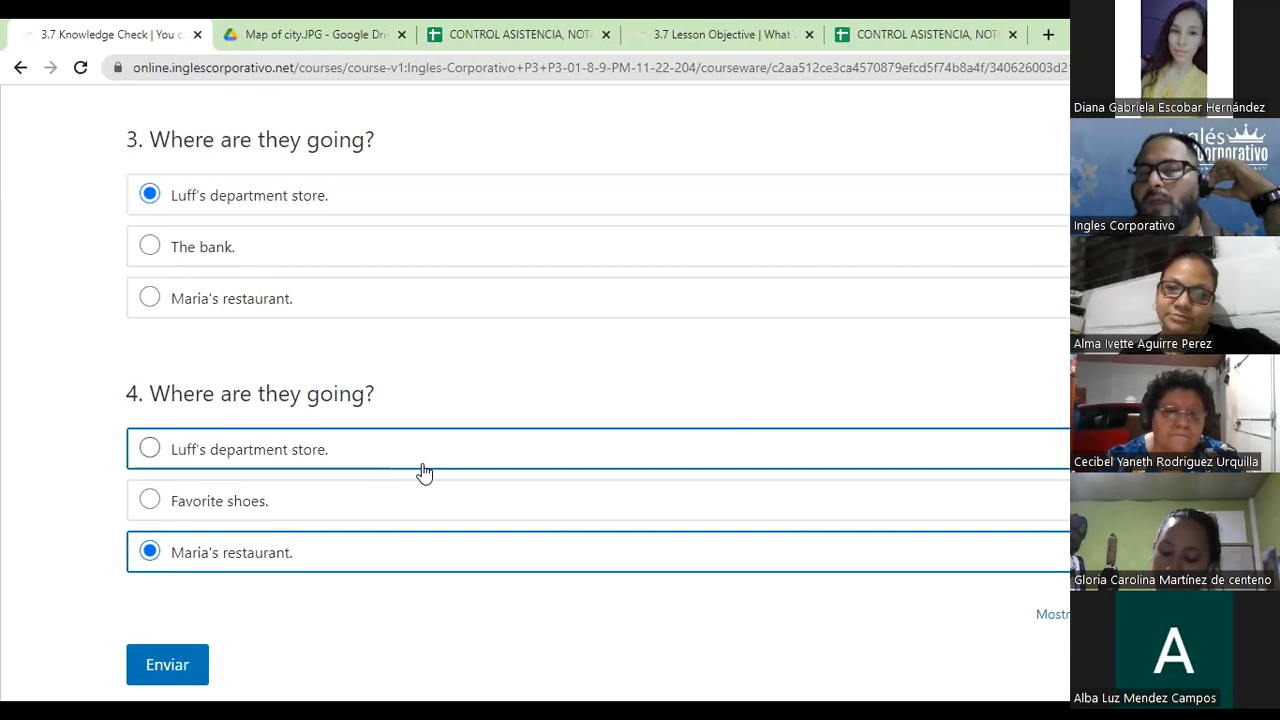 3.7 Knowledge Check | You c
Map of city.JPG - Google Dri
CONTROL ASISTENCIA, NOT
3.7 Lesson Objective | What'
CONTROL ASISTENCIA, NOT
online.inglescorporativo.net/courses/course-v1:Ingles-Corporativo+P3+P3-01-8-9-PM-11-22-204/courseware/c2aa512ce3ca4570879efcd5f74b8a4f/340626003d2
3. Where are they going?
Luff's department store.
The bank.
Maria's restaurant.
4. Where are they going?
Luff's department store.
Favorite shoes.
Maria's restaurant.
Mostr
Enviar
Diana Gabriela Escobar Hernández
Inglés
Corporativo
Ingles Corporativo
Alma Ivette Aguirre Perez
Cecibel Yaneth Rodriguez Urquilla
Gloria Carolina Martínez de centeno
A
Alba Luz Mendez Campos